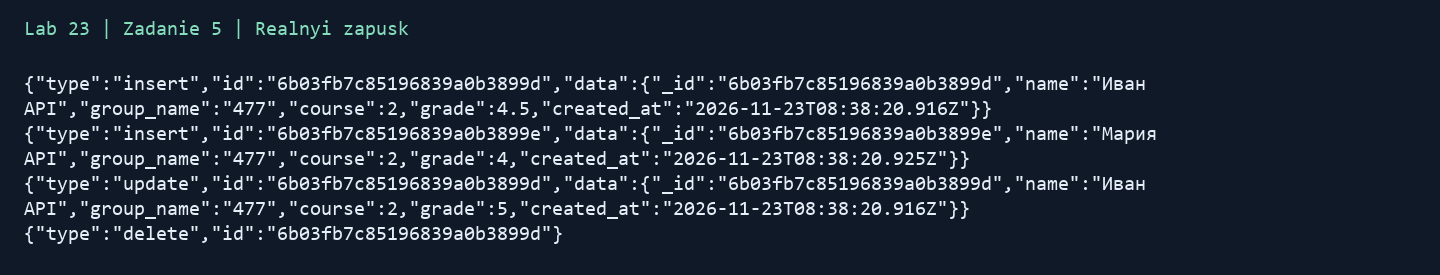 Lab 23 | Zadanie 5 | Realnyi zapusk
{"type":"insert","id":"6b03fb7c85196839a0b3899d","data":{"_id":"6b03fb7c85196839a0b3899d","name":"Иван
API","group_name":"477","course":2,"grade":4.5,"created_at":"2026-11-23T08:38:20.916Z"}}
{"type":"insert","id":"6b03fb7c85196839a0b3899e","data":{"_id":"6b03fb7c85196839a0b3899e","name":"Мария
API","group_name":"477","course":2,"grade":4,"created_at":"2026-11-23T08:38:20.925Z"}}
{"type":"update","id":"6b03fb7c85196839a0b3899d","data":{"_id":"6b03fb7c85196839a0b3899d","name":"Иван
API","group_name":"477","course":2,"grade":5,"created_at":"2026-11-23T08:38:20.916Z"}}
{"type":"delete","id":"6b03fb7c85196839a0b3899d"}